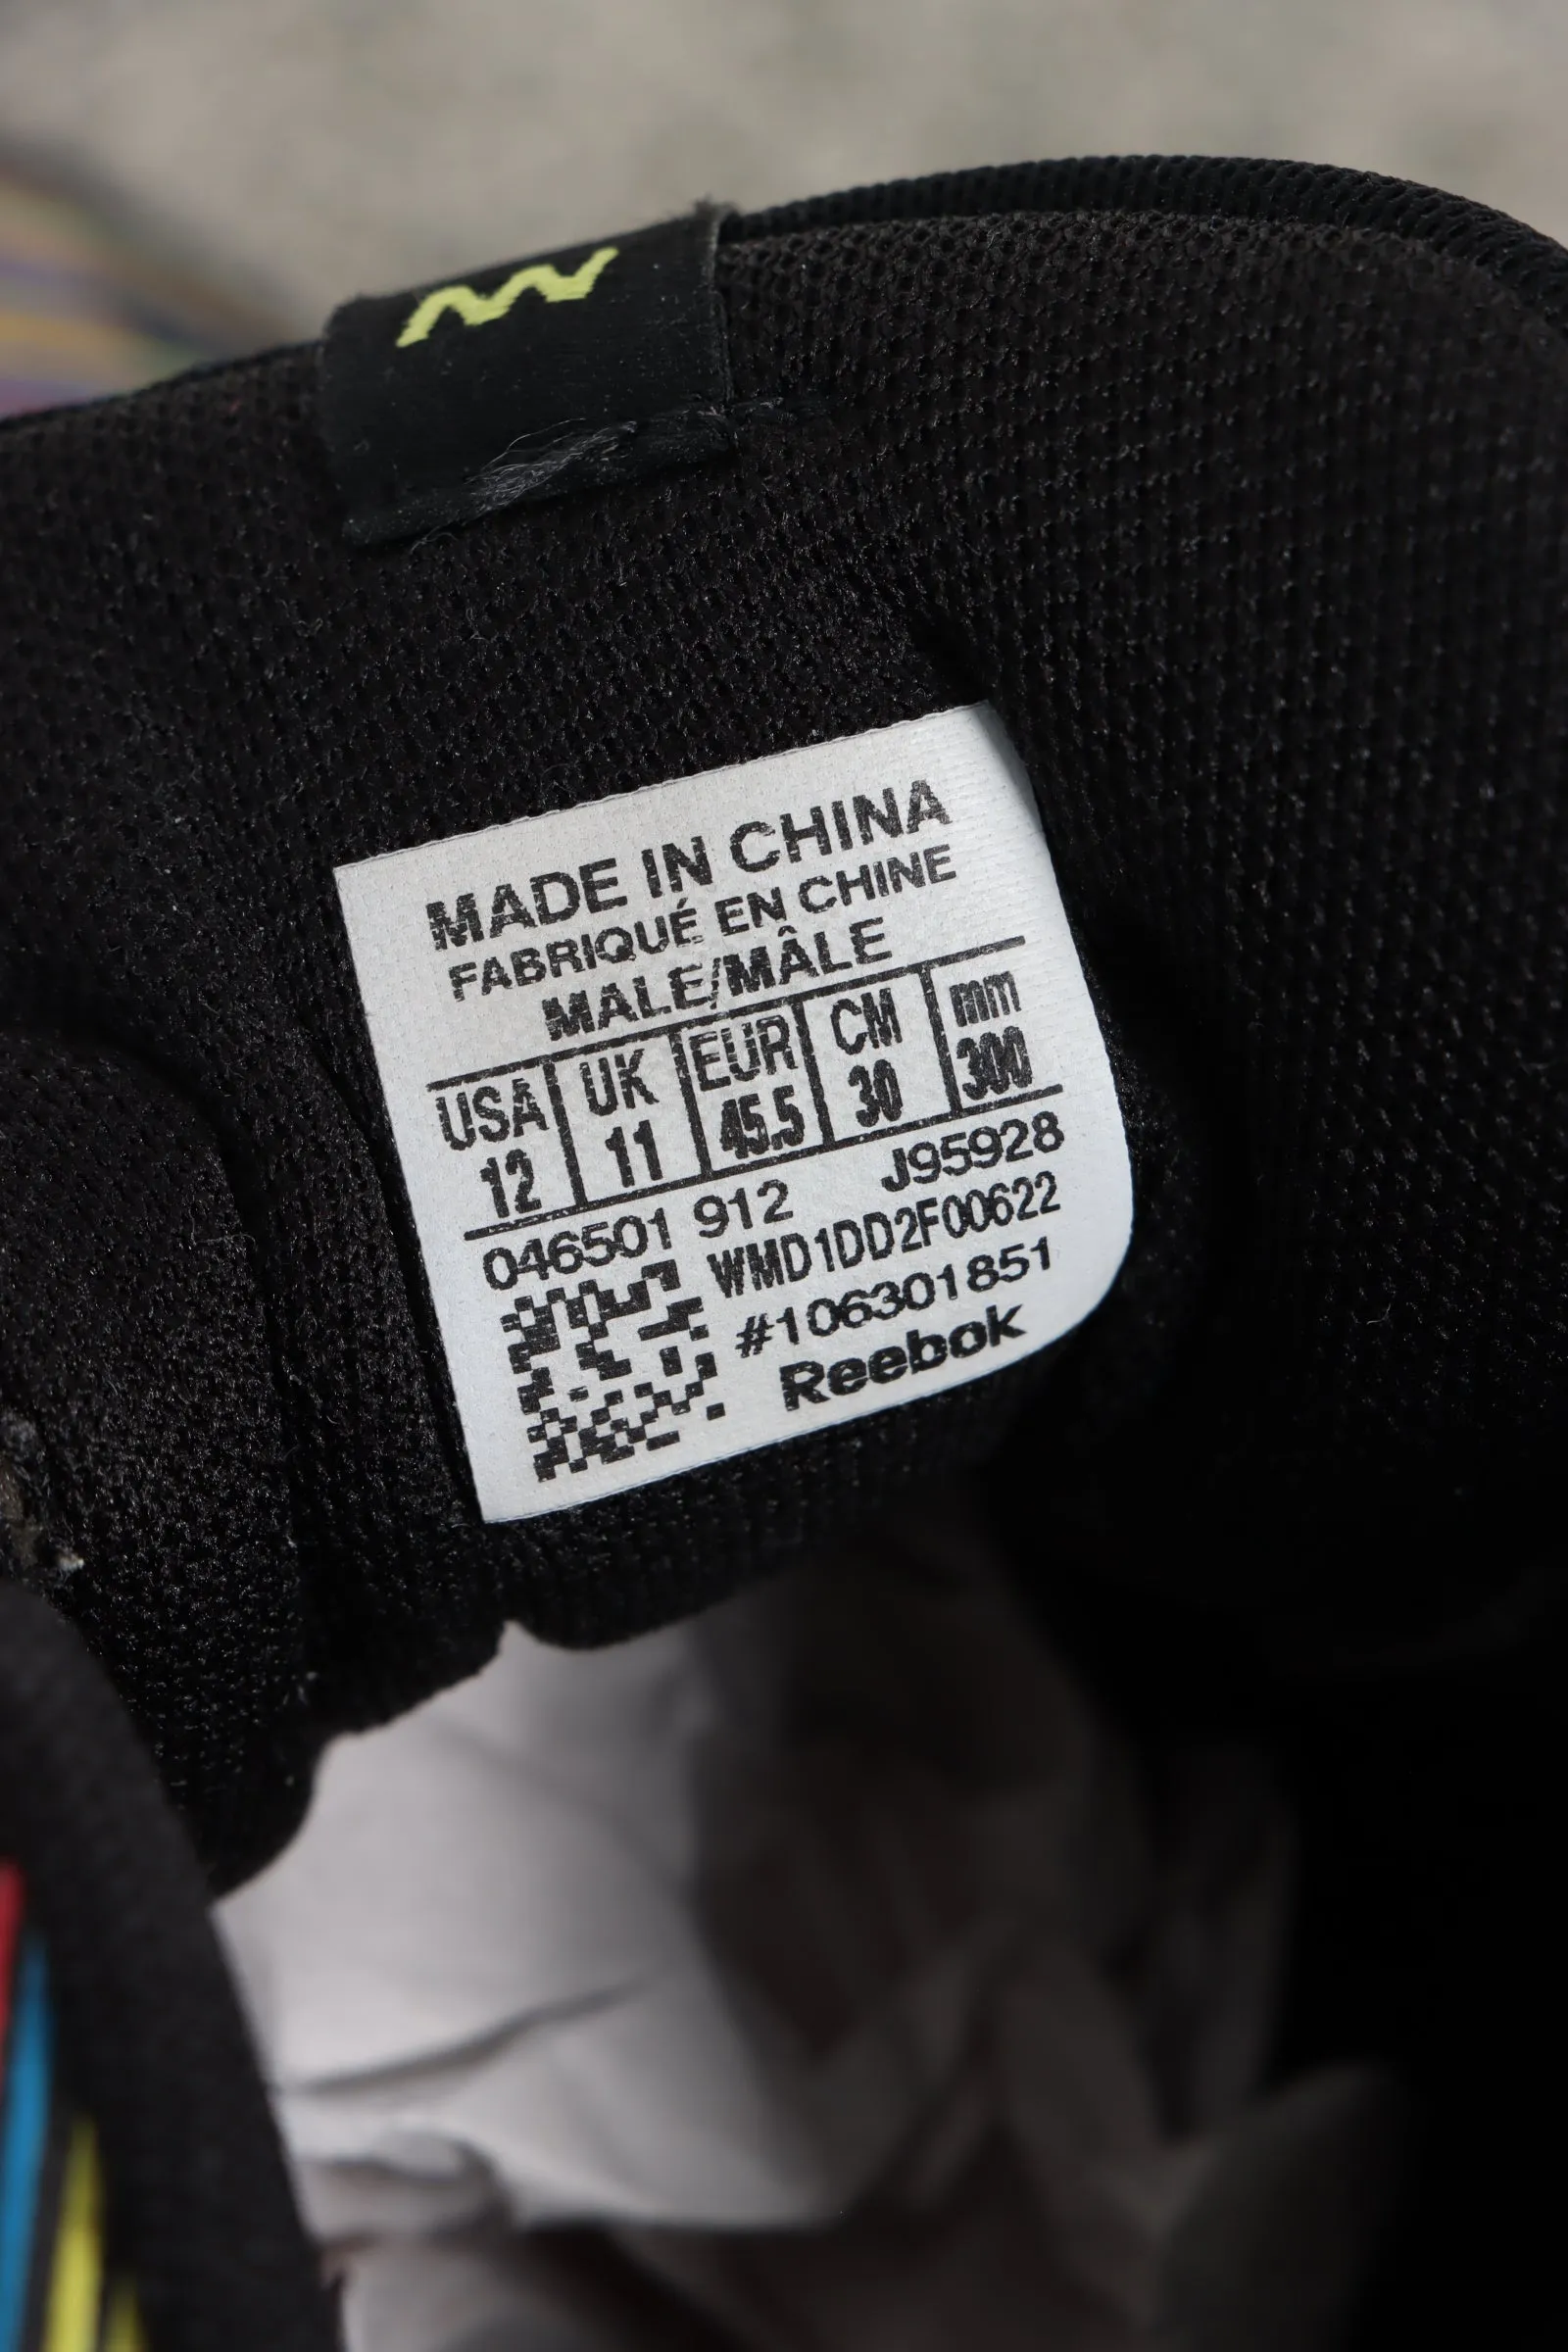 MADE IN CHINA
FABRIQUÉ EN CHINE
MALE/MÂLE
USA UK EUR CM mm
12 11 45.5 30 300
046501 912 J95928
WMD1DD2F00622
#106301851
Reebok